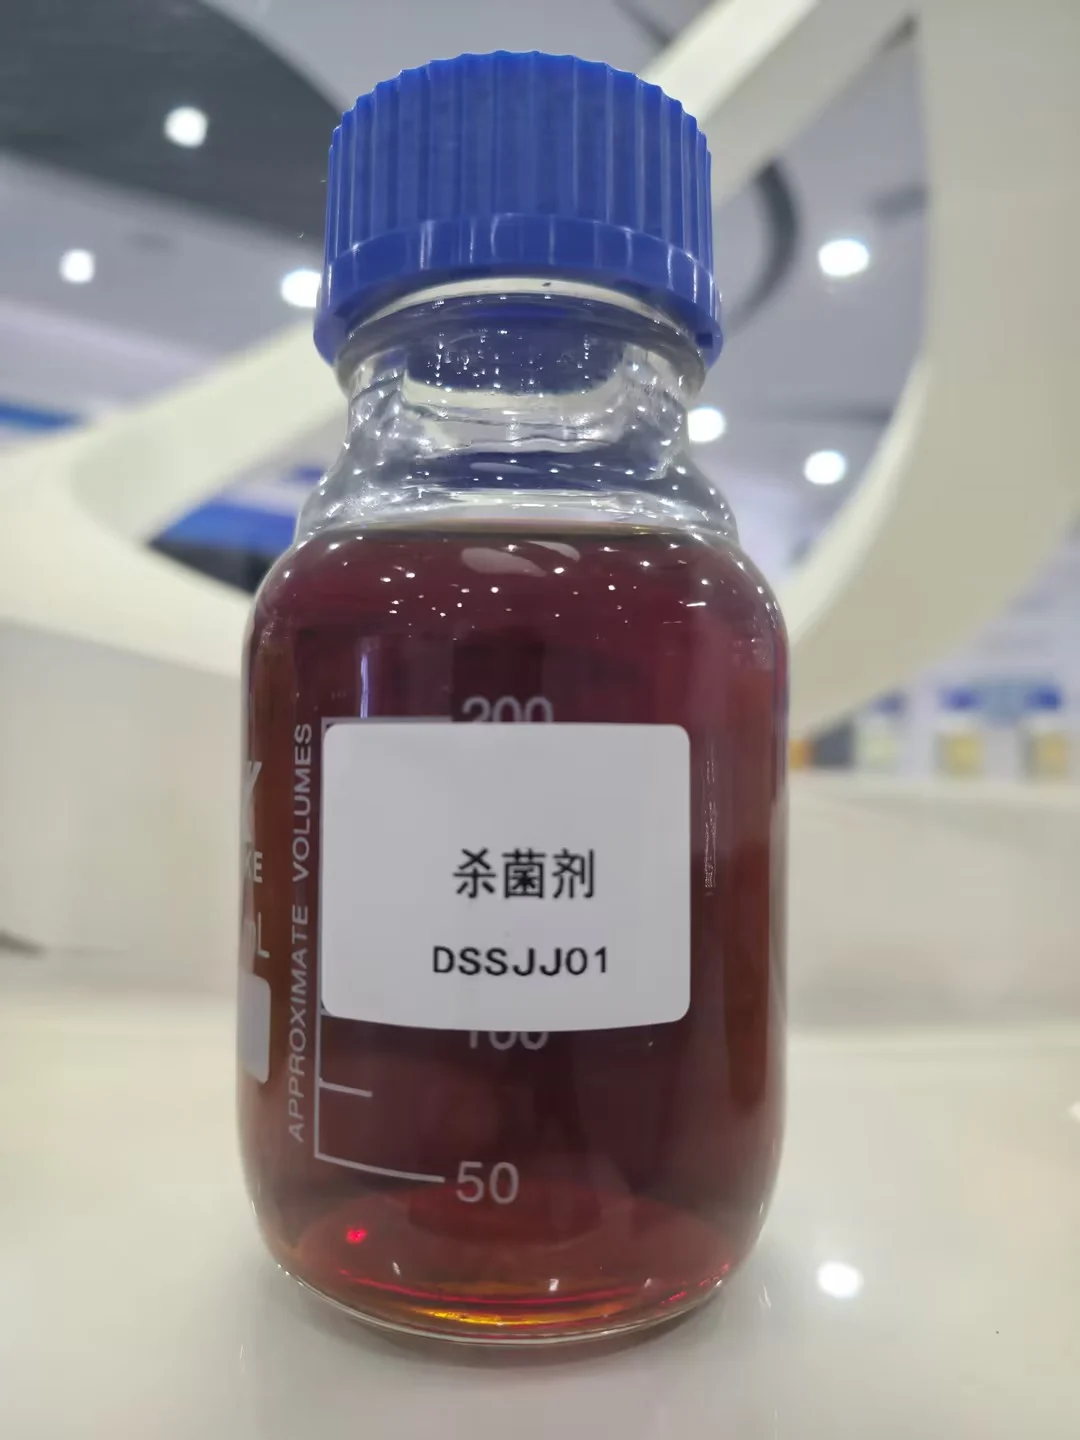 200
杀菌剂
DSSJJ01
100
50
APPROXIMATE VOLUMES